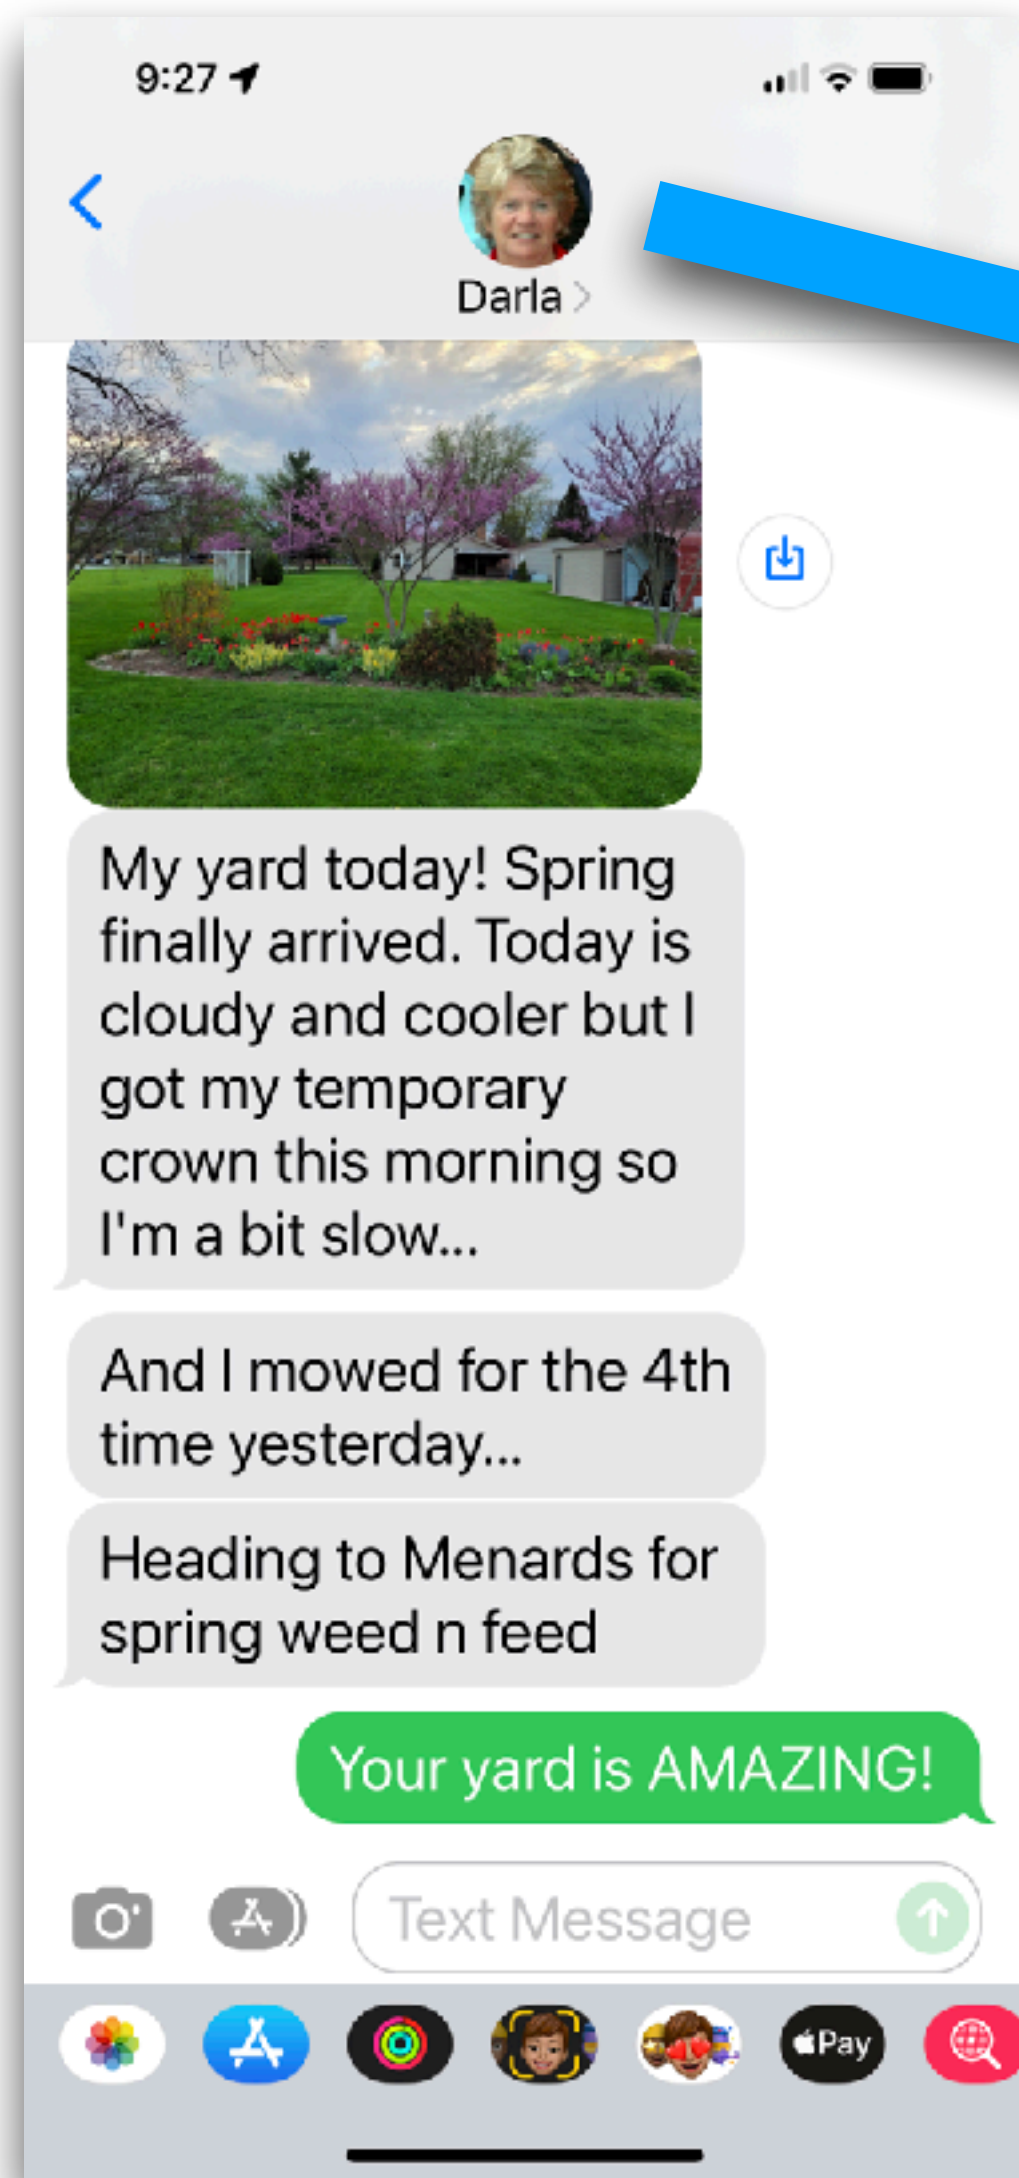 9:27
Darla
My yard today! Spring
finally arrived. Today is
cloudy and cooler but I
got my temporary
crown this morning so
I'm a bit slow...
And I mowed for the 4th
time yesterday...
Heading to Menards for
spring weed n feed
Your yard is AMAZING!
Text Message
Pay